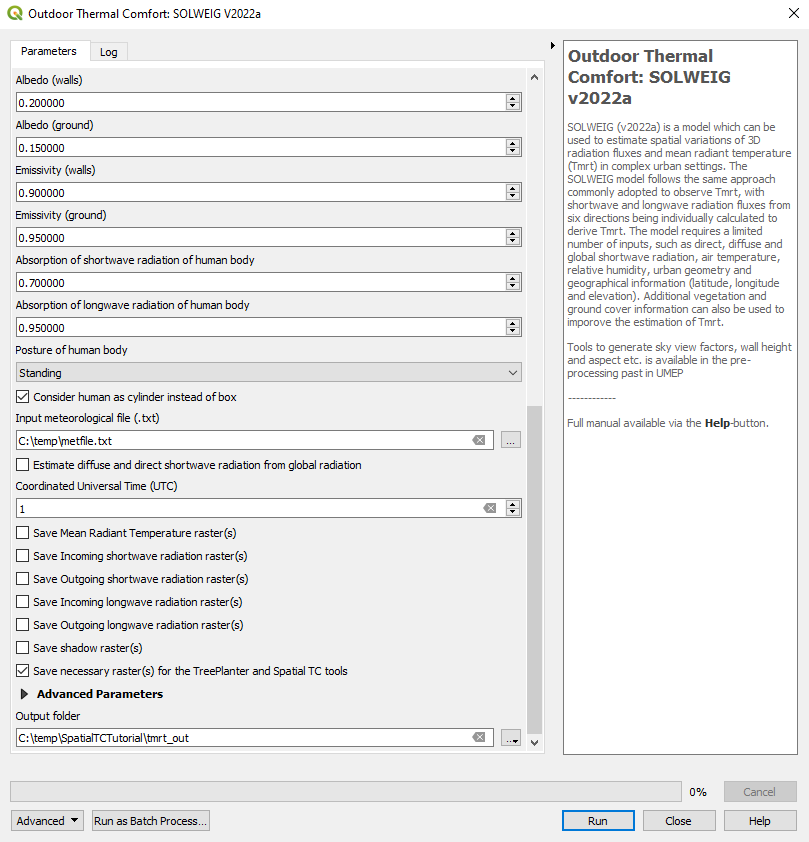 Outdoor Thermal Comfort: SOLWEIG V2022a
Parameters
Log
Albedo (walls)
0.200000
Albedo (ground)
0.150000
Emissivity (walls)
0.900000
Emissivity (ground)
0.950000
Absorption of shortwave radiation of human body
0.700000
Absorption of longwave radiation of human body
0.950000
Posture of human body
Standing
Consider human as cylinder instead of box
Input meteorological file (.txt)
C:\temp\metfile.txt
...
Estimate diffuse and direct shortwave radiation from global radiation
Coordinated Universal Time (UTC)
1
Save Mean Radiant Temperature raster(s)
Save Incoming shortwave radiation raster(s)
Save Outgoing shortwave radiation raster(s)
Save Incoming longwave radiation raster(s)
Save Outgoing longwave radiation raster(s)
Save shadow raster(s)
Save necessary raster(s) for the TreePlanter and Spatial TC tools
Advanced Parameters
Output folder
C:\temp\SpatialTCTutorial\tmrt_out
...
Outdoor Thermal
Comfort: SOLWEIG
v2022a
SOLWEIG (v2022a) is a model which can be
used to estimate spatial variations of 3D
radiation fluxes and mean radiant temperature
(Tmrt) in complex urban settings. The
SOLWEIG model follows the same approach
commonly adopted to observe Tmrt, with
shortwave and longwave radiation fluxes from
six directions being individually calculated to
derive Tmrt. The model requires a limited
number of inputs, such as direct, diffuse and
global shortwave radiation, air temperature,
relative humidity, urban geometry and
geographical information (latitude, longitude
and elevation). Additional vegetation and
ground cover information can also be used to
imporove the estimation of Tmrt.
Tools to generate sky view factors, wall height
and aspect etc. is available in the pre-
processing past in UMEP
------------
Full manual available via the Help-button.
0%
Cancel
Advanced
Run as Batch Process...
Run
Close
Help